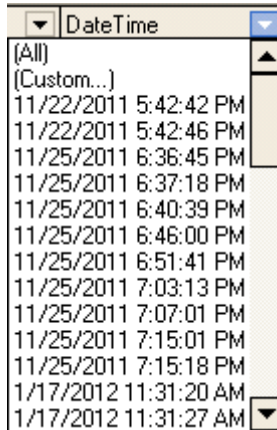 DateTime
(All)
(Custom...)
11/22/2011 5:42:42 PM
11/22/2011 5:42:46 PM
11/25/2011 6:36:45 PM
11/25/2011 6:37:18 PM
11/25/2011 6:40:39 PM
11/25/2011 6:46:00 PM
11/25/2011 6:51:41 PM
11/25/2011 7:03:13 PM
11/25/2011 7:07:01 PM
11/25/2011 7:15:01 PM
11/25/2011 7:15:18 PM
1/17/2012 11:31:20 AM
1/17/2012 11:31:27 AM